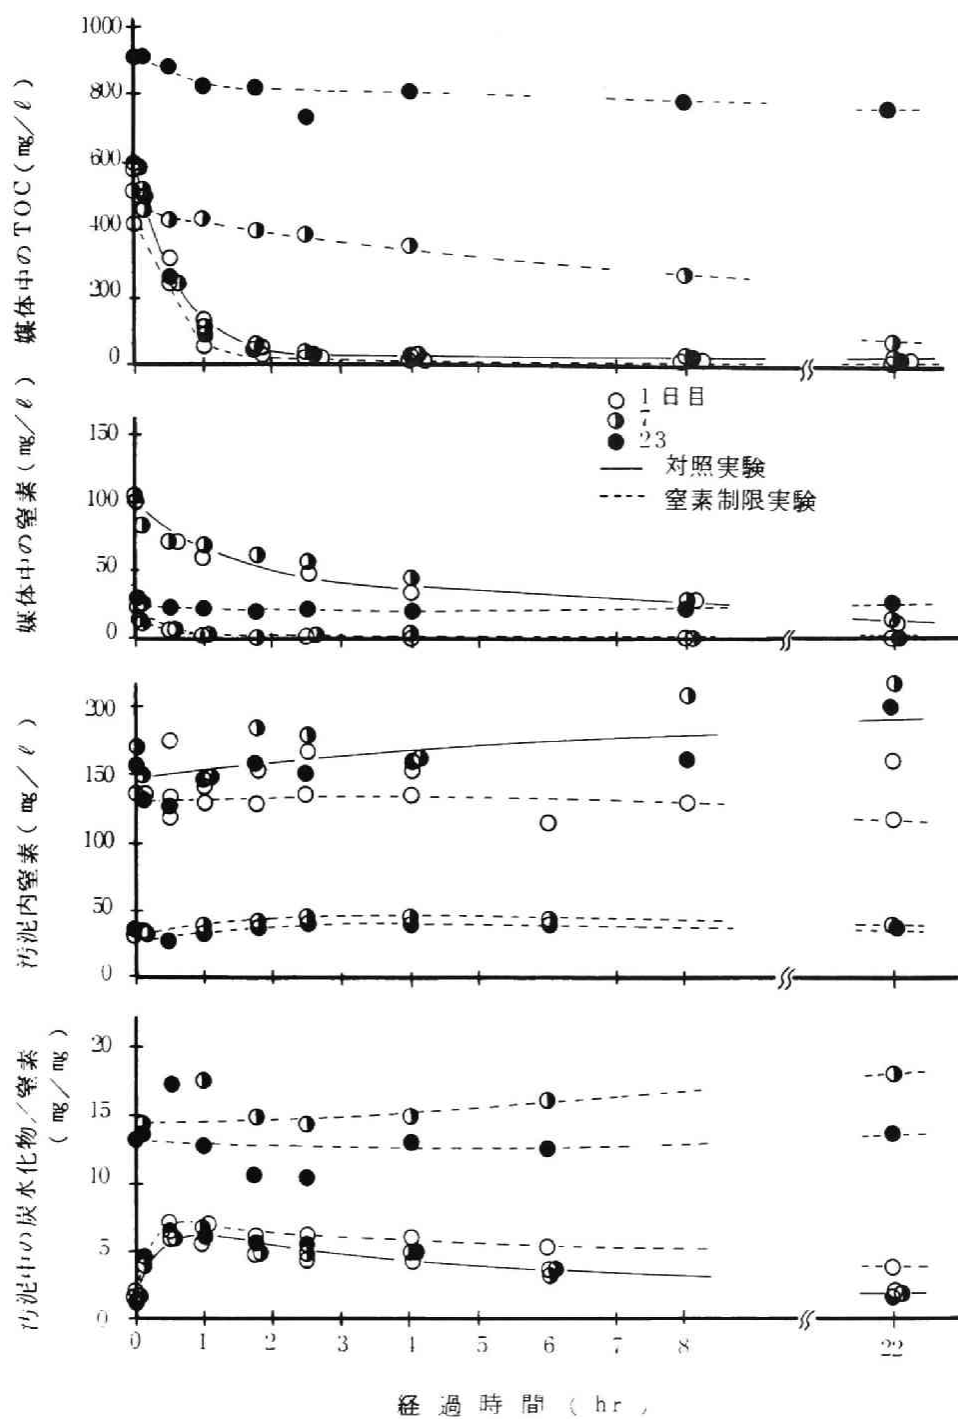 媒体中のTOC(mg/ℓ)
1000
800
600
400
200
0
1日目
7
23
対照実験
窒素制限実験
媒体中の窒素(mg/ℓ)
150
100
50
0
汚泥内窒素(mg/ℓ)
200
150
100
50
0
汚泥中の炭水化物/窒素
(mg/mg)
20
15
10
5
0
0 1 2 3 4 5 6 7 8 22
経過時間(hr)